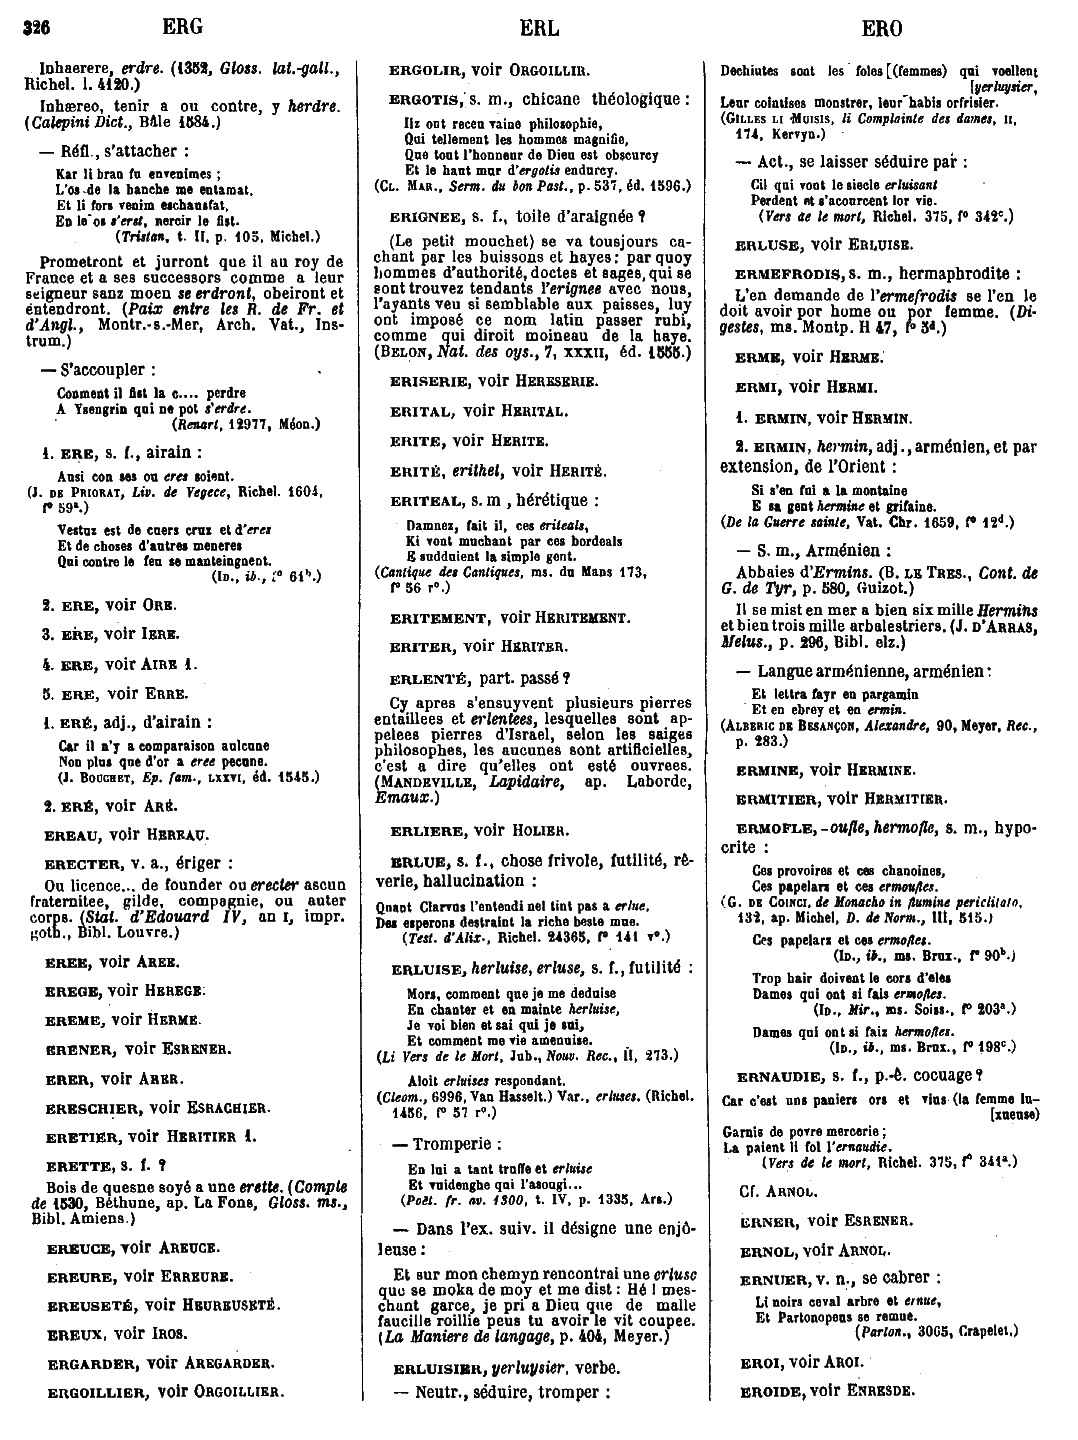 326 ERG ERL ERO
Inhaerere, erdre. (1352, Gloss. lat.-gall.,
Richel. l. 4120.)
Inhæreo, tenir a ou contre, y herdre.
(Calepini Dict., Bâle 1584.)
— Réfl., s'attacher :
Kar li bran fu envenimes ;
L'os de la hanche me entamat.
Et li fors venim eschaustat,
En le os s'erst, nercir le fist.
(Tristan, t. II, p. 105, Michel.)
Prometront et jurront que il au roy de
France et a ses successors comme a leur
seigneur sanz moen se erdront, obeiront et
entendront. (Paix entre les R. de Fr. et
d'Angl., Montr.-s.-Mer, Arch. Vat., Ins-
trum.)
— S'accoupler :
Conment il fist la c.... perdre
A Ysengrin qui ne pot s'erdre.
(Renart, 12977, Méon.)
1. ERE, s. f., airain :
Ansi con ses ou eres soient.
(J. DE PRIORAT, Liv. de Vegece, Richel. 1604,
f° 59ª.)
Vestuz est de cuers cruz et d'eres
Et de choses d'autres meneres
Qui contre le feu se manteingnent.
(ID., ib., f° 61ᵇ.)
2. ERE, voir ORE.
3. ERE, voir IERE.
4. ERE, voir AIRE 1.
5. ERE, voir ERRE.
1. ERÉ, adj., d'airain :
Car il n'y a comparaison aulcune
Non plus que d'or a eree pecune.
(J. BOUCHET, Ep. fam., LXXVI, éd. 1545.)
2. ERÉ, voir ARÉ.
EREAU, voir HEREAU.
ERECTER, v. a., ériger :
Ou licence... de founder ou erecter ascun
fraternitee, gilde, compagnie, ou auter
corps. (Stat. d'Edouard IV, an I, impr.
goth., Bibl. Louvre.)
EREE, voir AREE.
EREGE, voir HEREGE.
EREME, voir HERME.
ERENER, voir ESRENER.
ERER, voir ARER.
ERESCHIER, voir ESRACHIER.
ERETIER, voir HERITIER 1.
ERETTE, s. f. ?
Bois de quesne soyé a une erette. (Compte
de 1530, Béthune, ap. La Fons, Gloss. ms.,
Bibl. Amiens.)
EREUCE, voir AREUCE.
EREURE, voir ERREURE.
EREUSETÉ, voir HEUREUSETÉ.
EREUX, voir IROS.
ERGARDER, voir AREGARDER.
ERGOILLIER, voir ORGOILLIER.
ERGOLIR, voir ORGOILLIR.
ERGOTIS, s. m., chicane théologique :
Ilz ont receu vaine philosophie,
Qui tellement les hommes magnifie,
Que tout l'honneur de Dieu est obscurcy
Et le haut mur d'ergotis endurcy.
(CL. MAR., Serm. du bon Past., p. 537, éd. 1596.)
ERIGNEE, s. f., toile d'araignée ?
(Le petit mouchet) se va tousjours ca-
chant par les buissons et hayes : par quoy
hommes d'authorité, doctes et sages, qui se
sont trouvez tendants l'erignee avec nous,
l'ayants veu si semblable aux paisses, luy
ont imposé ce nom latin passer rubi,
comme qui diroit moineau de la haye.
(BELON, Nat. des oys., 7, XXXII, éd. 1555.)
ERISERIE, voir HERESERIE.
ERITAL, voir HERITAL.
ERITE, voir HERITE.
ERITÉ, erithet, voir HERITÉ.
ERITEAL, s. m , hérétique :
Damnez, fait il, ces eriteals,
Ki vont muchant par ces bordeals
E sudduient la simple gent.
(Cantique des Cantiques, ms. du Mans 173,
f° 56 r°.)
ERITEMENT, voir HERITEMENT.
ERITER, voir HERITER.
ERLENTÉ, part. passé ?
Cy apres s'ensuyvent plusieurs pierres
entaillees et erlentees, lesquelles sont ap-
pelees pierres d'Israel, selon les saiges
philosophes, les aucunes sont artificielles,
c'est a dire qu'elles ont esté ouvrees.
(MANDEVILLE, Lapidaire, ap. Laborde,
Emaux.)
ERLIERE, voir HOLIER.
ERLUE, s. f., chose frivole, futilité, rê-
verie, hallucination :
Quant Clarvus l'entendi nel tint pas a erlue,
Des esperons destraint la riche beste mue.
(Test. d'Alix., Richel. 24365, f° 141 v°.)
ERLUISE, herluise, erluse, s. f., futilité :
Mors, comment que je me deduise
En chanter et en mainte herluise,
Je voi bien et sai qui je sui,
Et comment me vie amenuise.
(Li Vers de le Mort, Jub., Nouv. Rec., II, 273.)
Aloit erluises respondant.
(Cleom., 6996, Van Hasselt.) Var., erluses. (Richel.
1456, f° 57 r°.)
— Tromperie :
En lui a tant truffe et erluise
Et vuidenghe qui l'asougi...
(Poët. fr. av. 1300, t. IV, p. 1335, Ars.)
— Dans l'ex. suiv. il désigne une enjô-
leuse :
Et sur mon chemyn rencontrai une erluse
que se moka de moy et me dist : Hé ! mes-
chant garce, je pri a Dieu que de malle
faucille roillie peus tu avoir le vit coupee.
(La Maniere de langage, p. 404, Meyer.)
ERLUISIER, yerluysier, verbe.
— Neutr., séduire, tromper :
Dechiutes sont les foles [(femmes) qui voellent
[yerluysier,
Leur cointises monstrer, leur habis orfrisier.
(GILLES LI MUISIS, li Complainte des dames, II,
174, Kervyn.)
— Act., se laisser séduire par :
Cil qui vont le siecle erluisant
Perdent et s'acourcent lor vie.
(Vers de le mort, Richel. 375, f° 342ᶜ.)
ERLUSE, voir ERLUISE.
ERMEFRODIS, s. m., hermaphrodite :
L'en demande de l'ermefrodis se l'en le
doit avoir por home ou por femme. (Di-
gestes, ms. Montp. H 47, f° 5ᵈ.)
ERME, voir HERME.
ERMI, voir HERMI.
1. ERMIN, voir HERMIN.
2. ERMIN, hermin, adj., arménien, et par
extension, de l'Orient :
Si s'en fui a la montaine
E sa gent hermine et grifaine.
(De la Guerre sainte, Vat. Chr. 1659, f° 12ᵈ.)
— S. m., Arménien :
Abbaies d'Ermins. (B. LE TRES., Cont. de
G. de Tyr, p. 580, Guizot.)
Il se mist en mer a bien six mille Hermins
et bien trois mille arbalestriers. (J. D'ARRAS,
Melus., p. 296, Bibl. elz.)
— Langue arménienne, arménien :
Et lettra fayr en pargamin
Et en ebrey et en ermin.
(ALBERIC DE BESANÇON, Alexandre, 90, Meyer, Rec.,
p. 283.)
ERMINE, voir HERMINE.
ERMITIER, voir HERMITIER.
ERMOFLE, -oufle, hermofle, s. m., hypo-
crite :
Ces provoires et ces chanoines,
Ces papelars et ces ermoufles.
(G. DE COINCI, de Monacho in flumine periclitato,
132, ap. Michel, D. de Norm., III, 515.)
Ces papelars et ces ermofles.
(ID., ib., ms. Brux., f° 90ᵇ.)
Trop hair doivent le cors d'eles
Dames qui ont si fais ermofles.
(ID., Mir., ms. Soiss., f° 203ª.)
Dames qui ont si faiz hermofles.
(ID., ib., ms. Brux., f° 198ᶜ.)
ERNAUDIE, s. f., p.-ê. cocuage ?
Car c'est uns paniers ors et vius (la femme lu-
[xueuse)
Garnis de povre mercerie ;
La paient li fol l'ernaudie.
(Vers de le mort, Richel. 375, f° 341ª.)
Cf. ARNOL.
ERNER, voir ESRENER.
ERNOL, voir ARNOL.
ERNUER, v. n., se cabrer :
Li noirs ceval arbre et ernue,
Et Partonopeus se remue.
(Parton., 3005, Crapelet.)
EROI, voir AROI.
EROIDE, voir ENRESDE.